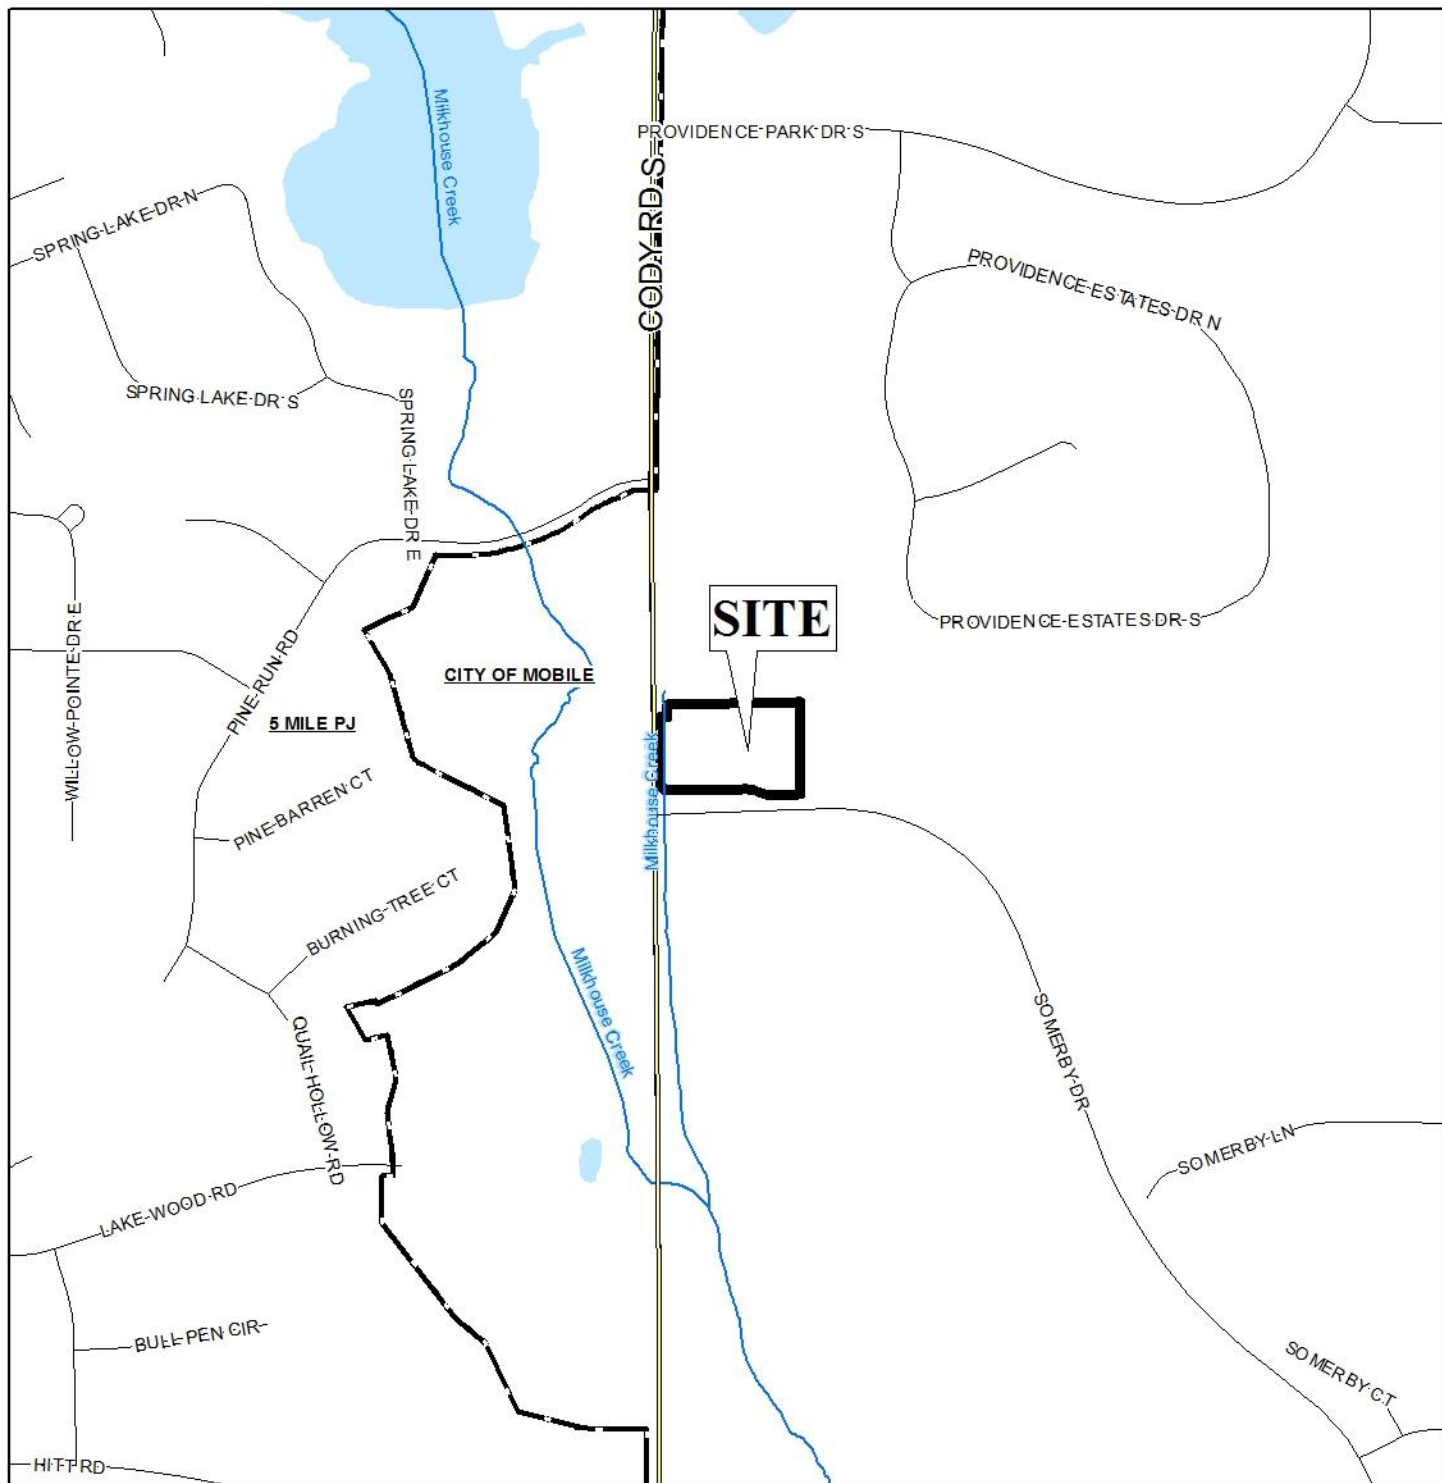 Milkhouse Creek
PROVIDENCE PARK DR S
CODY RD S
SPRING LAKE DR N
PROVIDENCE ESTATES DR N
SPRING LAKE DR S
SPRING LAKE DR E
SITE
WILLOW POINTE DR E
PROVIDENCE ESTATES DR S
PINE RUN RD
CITY OF MOBILE
5 MILE PJ
Milkhouse Creek
PINE BARREN CT
BURNING TREE CT
Milkhouse Creek
QUAIL HOLLOW RD
SOMERBY DR
SOMERBY LN
LAKE WOOD RD
BULL PEN CIR
SOMERBY CT
HITT RD